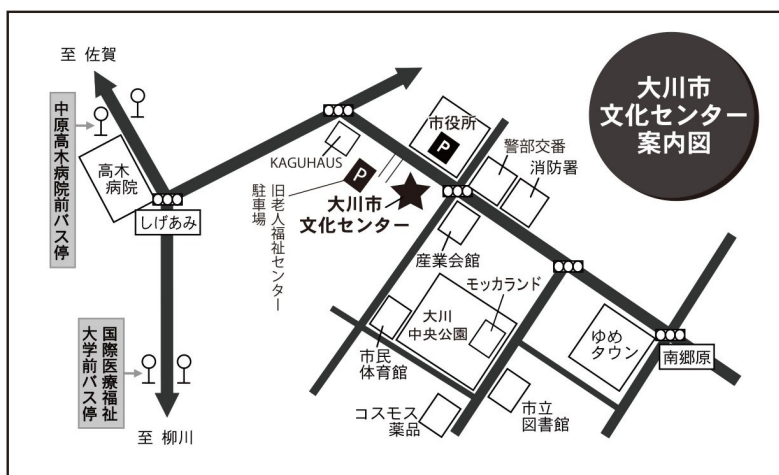 大川市
文化センター
案内図
至 佐賀
中原高木病院前バス停
高木
病院
しげあみ
国際医療福祉
大学前バス停
至 柳川
KAGUHAUS
P
旧老人福祉センター
駐車場
市役所
P
大川市
文化センター
警部交番
消防署
産業会館
モッカランド
大川
中央公園
市民
体育館
コスモス
薬品
市立
図書館
ゆめ
タウン
南郷原